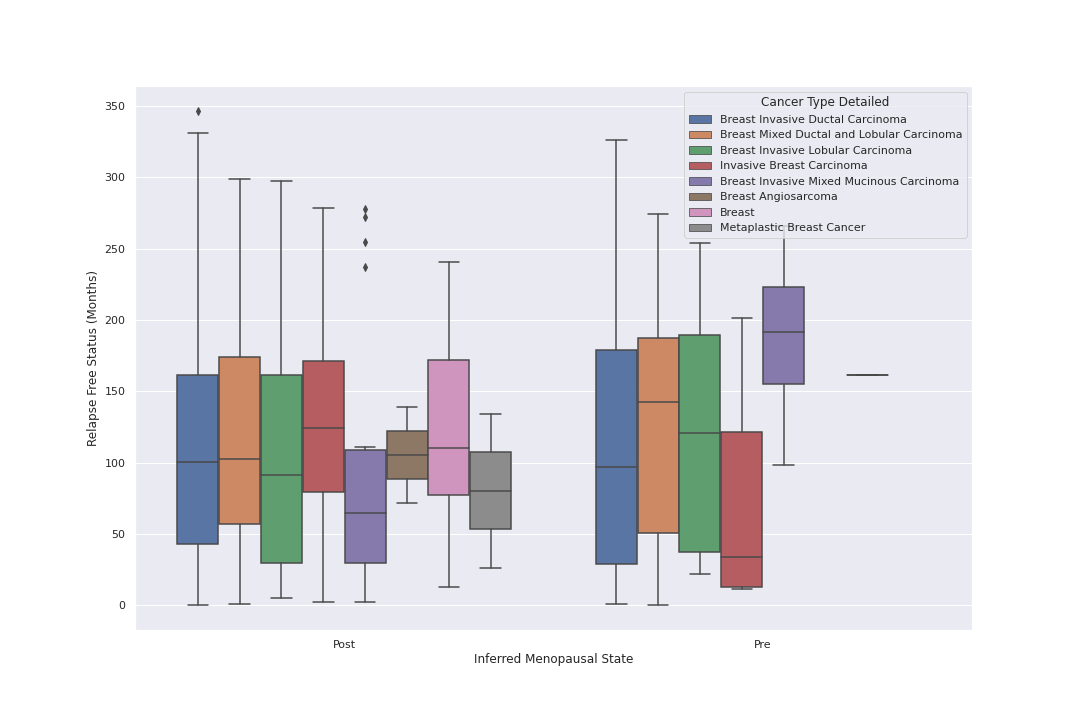 350
300
250
200
150
100
50
0
Relapse Free Status (Months)
Cancer Type Detailed
Breast Invasive Ductal Carcinoma
Breast Mixed Ductal and Lobular Carcinoma
Breast Invasive Lobular Carcinoma
Invasive Breast Carcinoma
Breast Invasive Mixed Mucinous Carcinoma
Breast Angiosarcoma
Breast
Metaplastic Breast Cancer
Post
Pre
Inferred Menopausal State